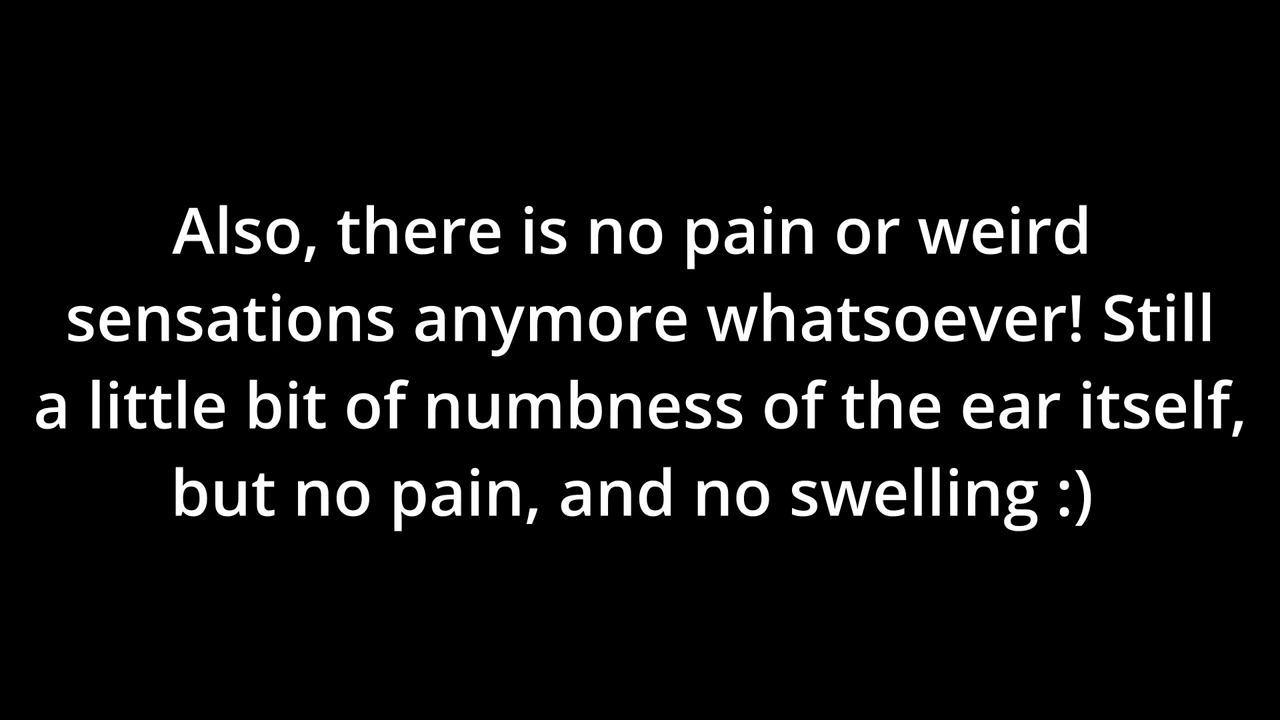 Also, there is no pain or weird
sensations anymore whatsoever! Still
a little bit of numbness of the ear itself,
but no pain, and no swelling :)